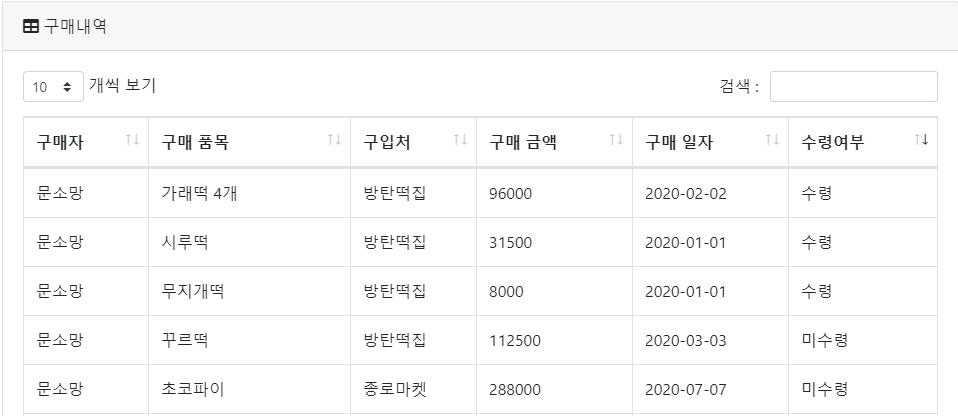 구매내역
10 개씩 보기 검색 :
구매자 구매 품목 구입처 구매 금액 구매 일자 수령여부
문소망 가래떡 4개 방탄떡집 96000 2020-02-02 수령
문소망 시루떡 방탄떡집 31500 2020-01-01 수령
문소망 무지개떡 방탄떡집 8000 2020-01-01 수령
문소망 꾸르떡 방탄떡집 112500 2020-03-03 미수령
문소망 초코파이 종로마켓 288000 2020-07-07 미수령